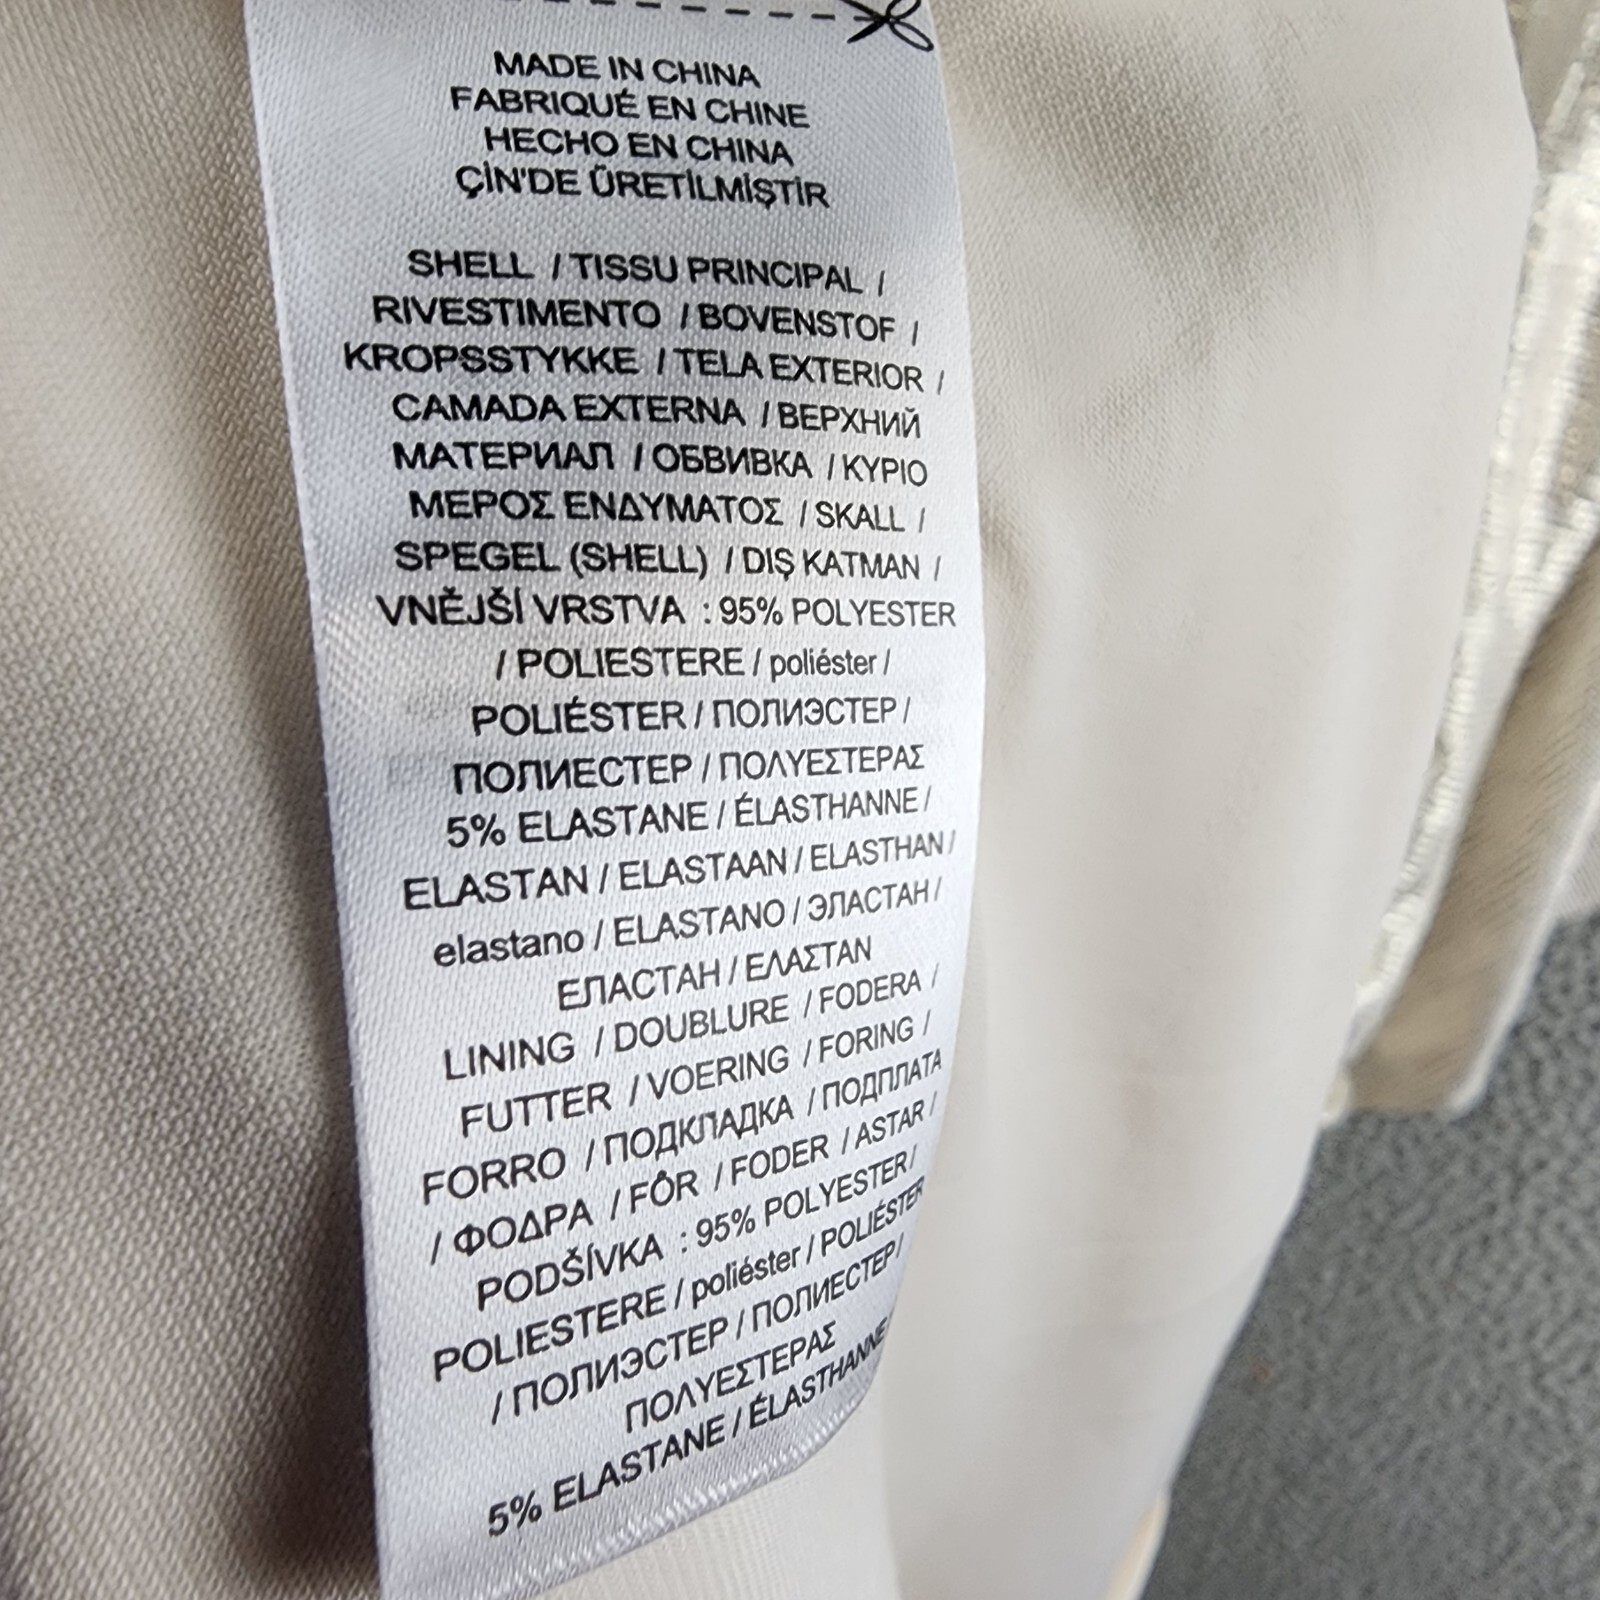 MADE IN CHINA
FABRIQUÉ EN CHINE
HECHO EN CHINA
ÇİN'DE ÜRETİLMİŞTİR
SHELL / TISSU PRINCIPAL /
RIVESTIMENTO / BOVENSTOF /
KROPSSTYKKE / TELA EXTERIOR /
CAMADA EXTERNA / ВЕРХНИЙ
МАТЕРИАЛ / ОБВИВКА / ΚΥΡΙΟ
ΜΕΡΟΣ ΕΝΔΥΜΑΤΟΣ / SKALL /
SPEGEL (SHELL) / DIŞ KATMAN /
VNĚJŠÍ VRSTVA : 95% POLYESTER
/ POLIESTERE / poliéster /
POLIÉSTER / ПОЛИЭСТЕР /
ПОЛИЕСТЕР / ΠΟΛΥΕΣΤΕΡΑΣ
5% ELASTANE / ÉLASTHANNE /
ELASTAN / ELASTAAN / ELASTHAN /
elastano / ELASTANO / ЭЛАСТАН /
ЕЛАСТАН / ΕΛΑΣΤΑΝ
LINING / DOUBLURE / FODERA /
FUTTER / VOERING / FORING /
FORRO / ПОДКЛАДКА / ПОДПЛАТА
/ ΦΟΔΡΑ / FÔR / FODER / ASTAR /
PODŠÍVKA : 95% POLYESTER /
POLIESTERE / poliéster / POLIÉSTER
/ ПОЛИЭСТЕР / ПОЛИЕСТЕР /
ΠΟΛΥΕΣΤΕΡΑΣ
5% ELASTANE / ÉLASTHANNE